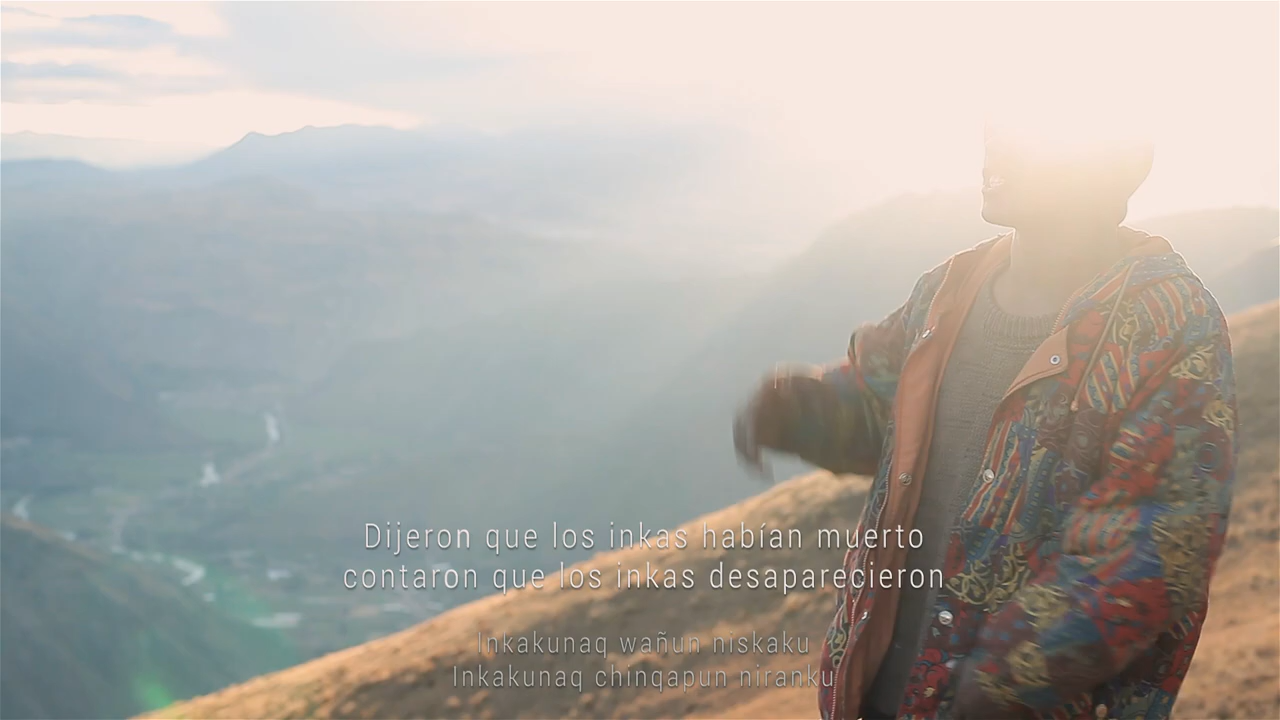 Dijeron que los inkas habían muerto
contaron que los inkas desaparecieron
Inkakunaq wañun niskaku
Inkakunaq chinqapun niranku